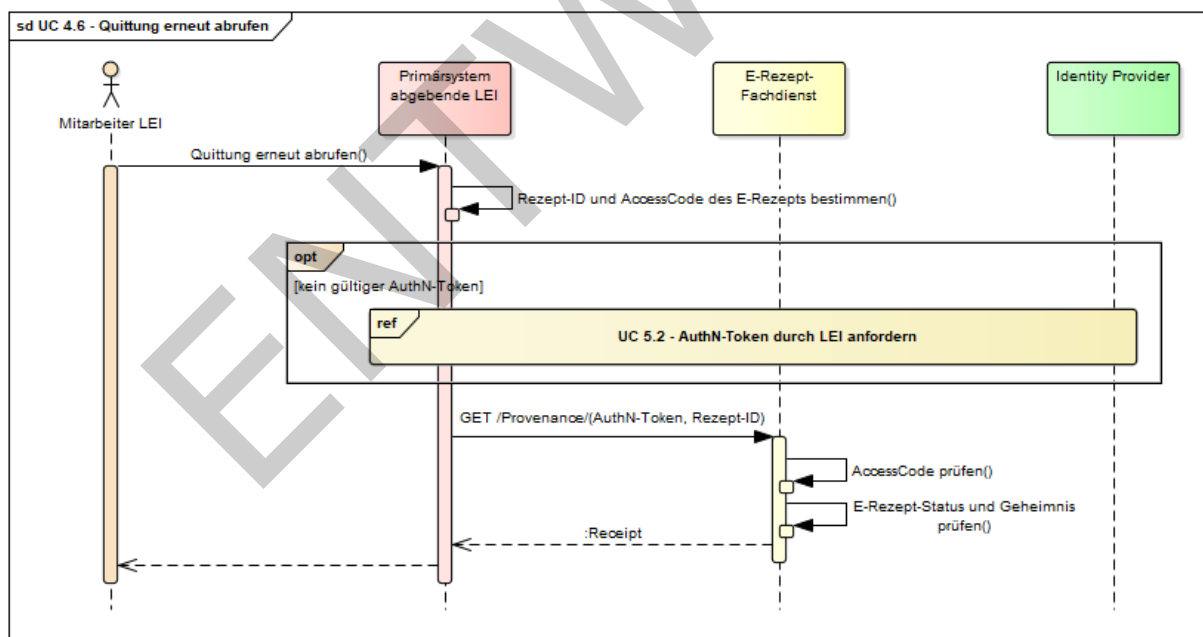 sd UC 4.6 - Quittung erneut abrufen
Mitarbeiter LEI
Primärsystem
abgebende LEI
E-Rezept-
Fachdienst
Identity Provider
Quittung erneut abrufen()
Rezept-ID und AccessCode des E-Rezepts bestimmen()
opt
[kein gültiger AuthN-Token]
ref
UC 5.2 - AuthN-Token durch LEI anfordern
GET /Provenance/(AuthN-Token, Rezept-ID)
AccessCode prüfen()
E-Rezept-Status und Geheimnis
prüfen()
:Receipt
ENTW